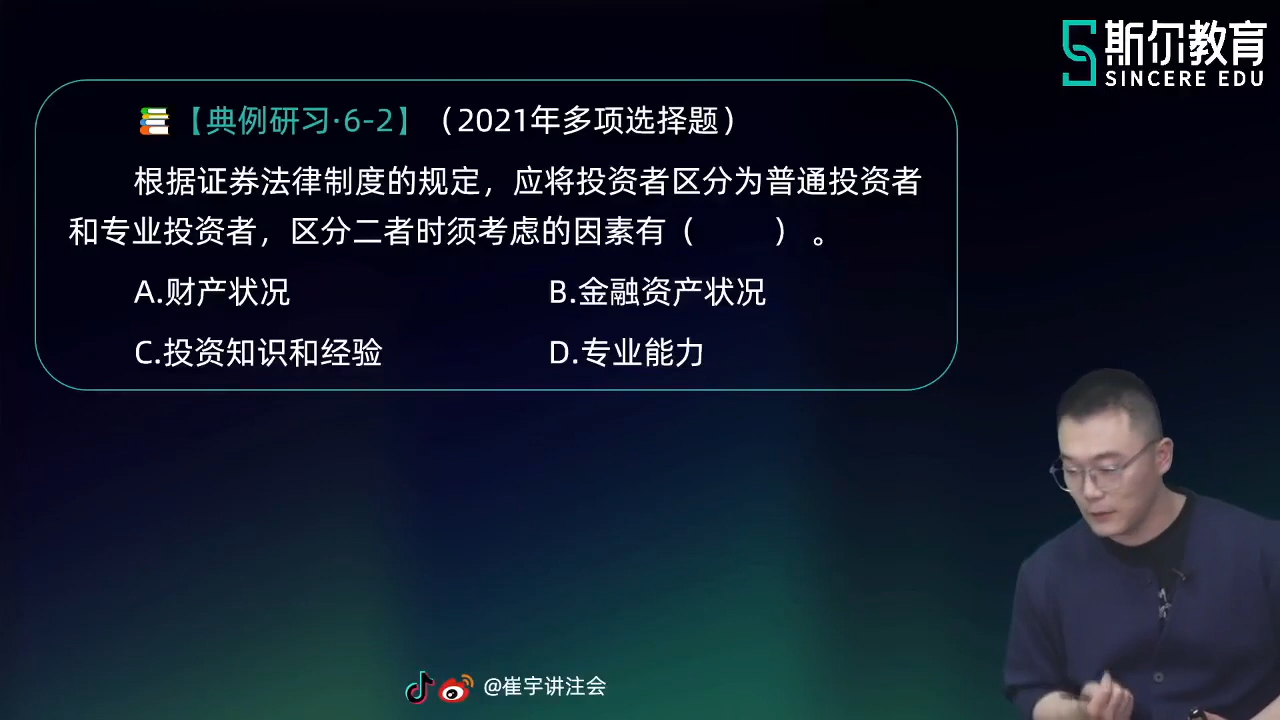 斯尔教育
SINCERE EDU
【典例研习·6-2】（2021年多项选择题）
根据证券法律制度的规定，应将投资者区分为普通投资者
和专业投资者，区分二者时须考虑的因素有（　　）。
A.财产状况 B.金融资产状况
C.投资知识和经验 D.专业能力
@崔宇讲注会